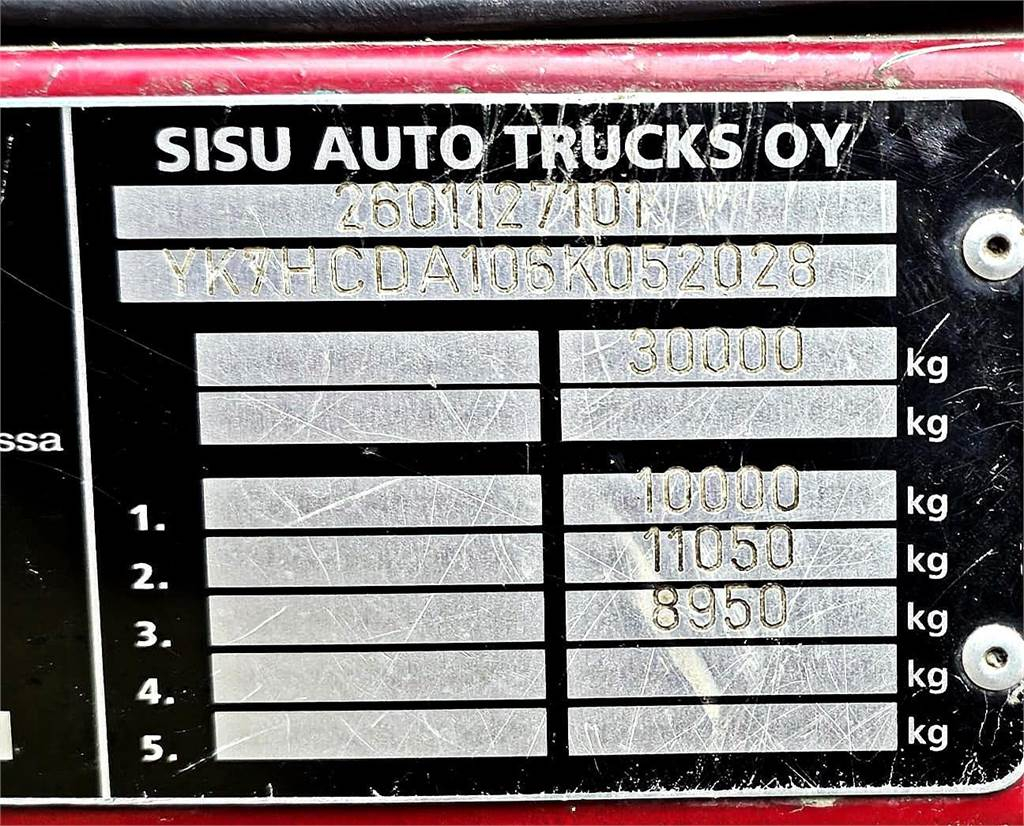 SISU AUTO TRUCKS OY
2601127101
YK7HCDA106K052028
30000 kg
kg
ssa
1. 10000 kg
2. 11050 kg
3. 8950 kg
4. kg
5. kg